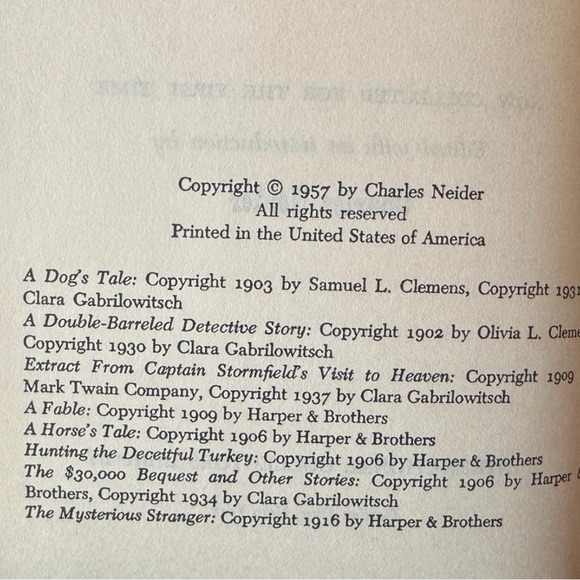 Copyright © 1957 by Charles Neider
All rights reserved
Printed in the United States of America
A Dog's Tale: Copyright 1903 by Samuel L. Clemens, Copyright 1931
Clara Gabrilowitsch
A Double-Barreled Detective Story: Copyright 1902 by Olivia L. Cleme
Copyright 1930 by Clara Gabrilowitsch
Extract From Captain Stormfield's Visit to Heaven: Copyright 1909
Mark Twain Company, Copyright 1937 by Clara Gabrilowitsch
A Fable: Copyright 1909 by Harper & Brothers
A Horse's Tale: Copyright 1906 by Harper & Brothers
Hunting the Deceitful Turkey: Copyright 1906 by Harper & Brothers
The $30,000 Bequest and Other Stories: Copyright 1906 by Harper &
Brothers, Copyright 1934 by Clara Gabrilowitsch
The Mysterious Stranger: Copyright 1916 by Harper & Brothers